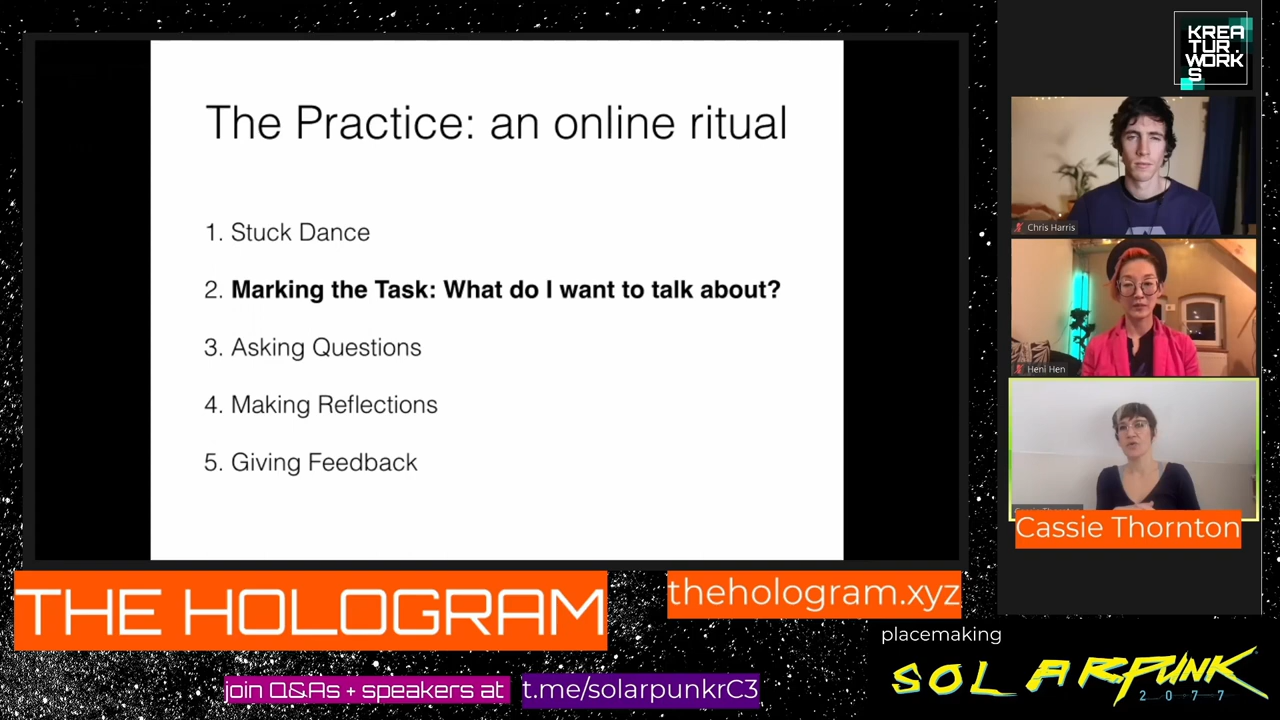 The Practice: an online ritual
1. Stuck Dance
2. Marking the Task: What do I want to talk about?
3. Asking Questions
4. Making Reflections
5. Giving Feedback
KREA
TUR.
WORK
S
Chris Harris
Heni Hen
Cassie Thornton
THE HOLOGRAM
thehologram.xyz
join Q&As + speakers at t.me/solarpunkrC3
placemaking
SOLARPUNK
2077